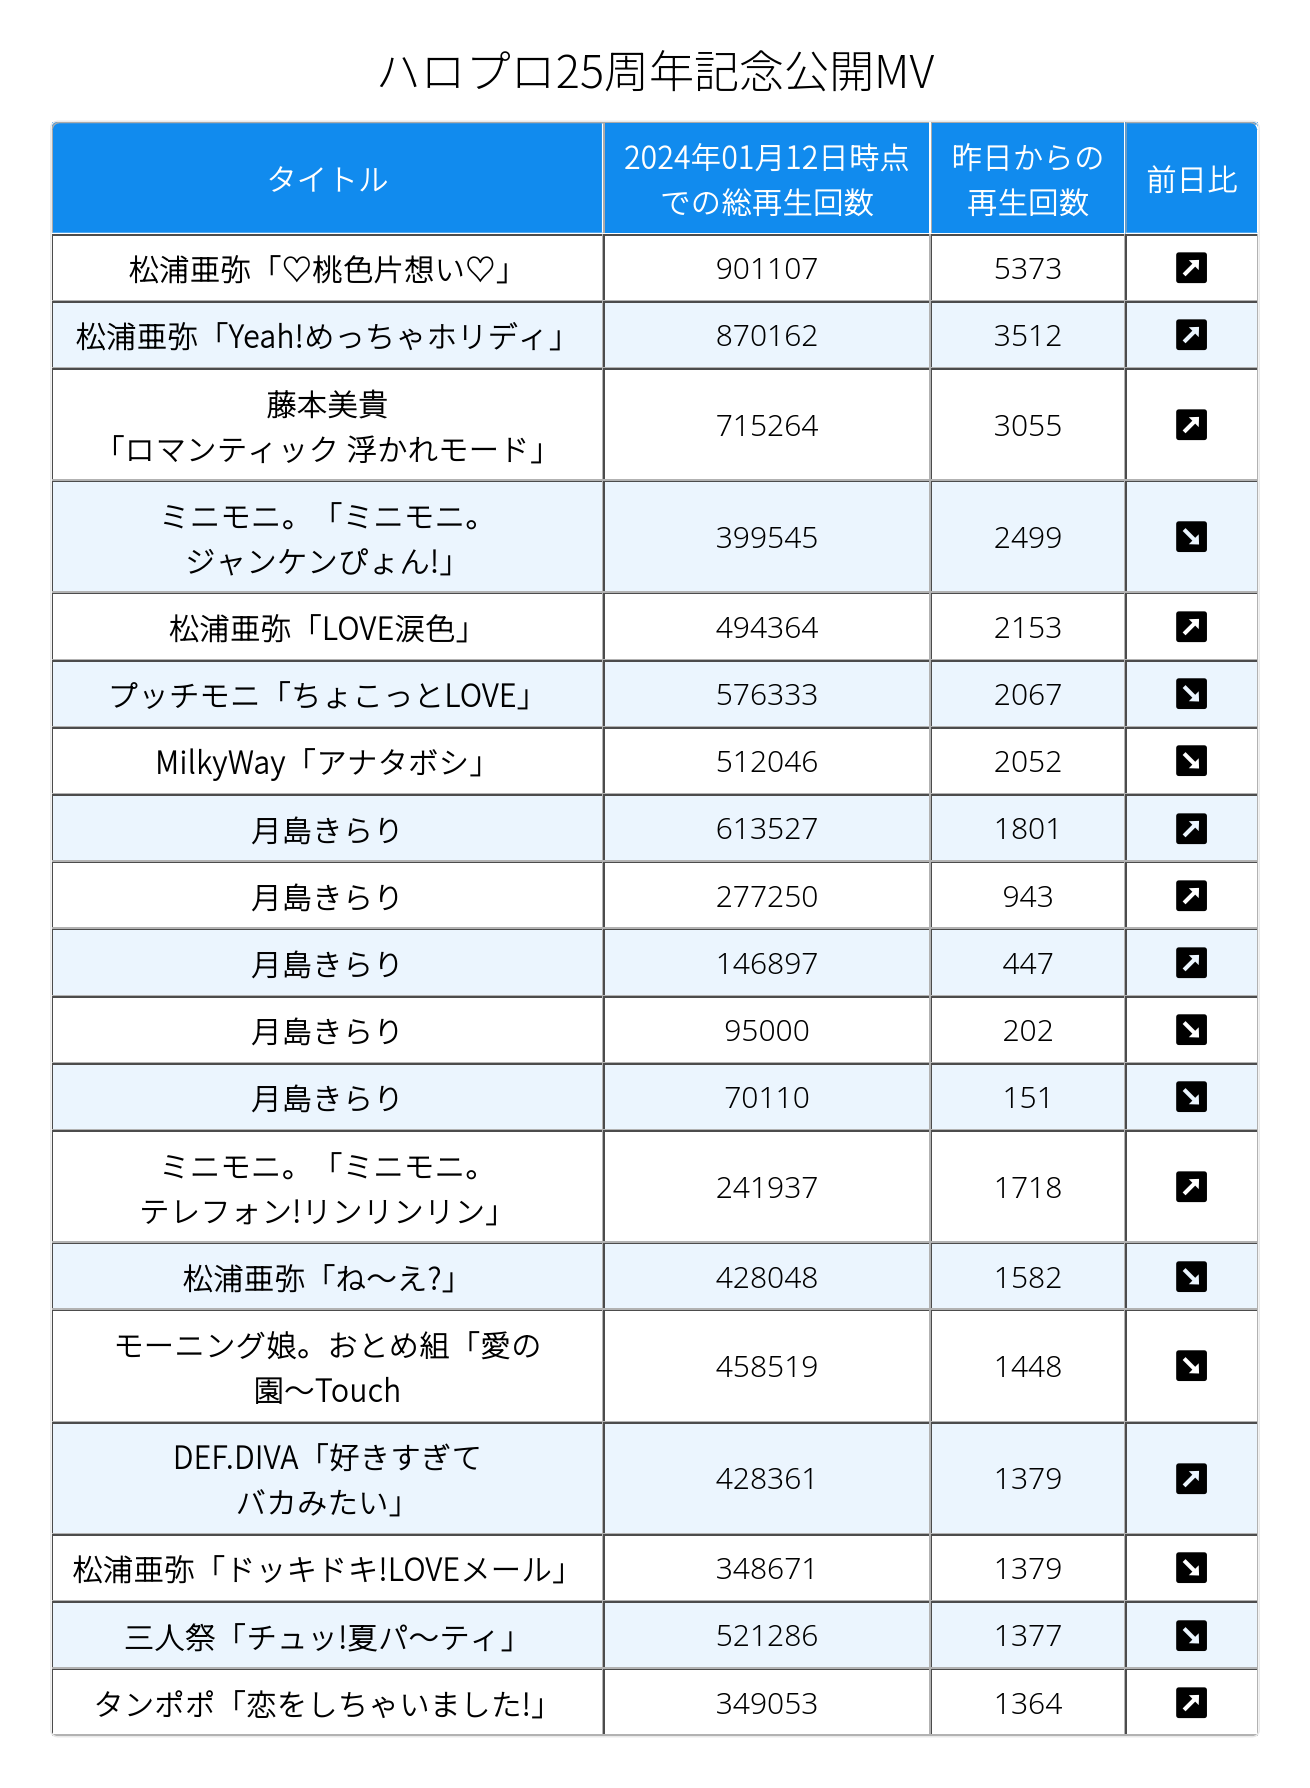 ハロプロ25周年記念公開MV
タイトル
2024年01月12日時点
での総再生回数
昨日からの
再生回数
前日比
松浦亜弥「♡桃色片想い♡」 901107 5373
松浦亜弥「Yeah!めっちゃホリディ」 870162 3512
藤本美貴
「ロマンティック 浮かれモード」 715264 3055
ミニモニ。「ミニモニ。
ジャンケンぴょん!」 399545 2499
松浦亜弥「LOVE涙色」 494364 2153
プッチモニ「ちょこっとLOVE」 576333 2067
MilkyWay「アナタボシ」 512046 2052
月島きらり 613527 1801
月島きらり 277250 943
月島きらり 146897 447
月島きらり 95000 202
月島きらり 70110 151
ミニモニ。「ミニモニ。
テレフォン!リンリンリン」 241937 1718
松浦亜弥「ね〜え?」 428048 1582
モーニング娘。おとめ組「愛の
園〜Touch 458519 1448
DEF.DIVA「好きすぎて
バカみたい」 428361 1379
松浦亜弥「ドッキドキ!LOVEメール」 348671 1379
三人祭「チュッ!夏パ〜ティ」 521286 1377
タンポポ「恋をしちゃいました!」 349053 1364